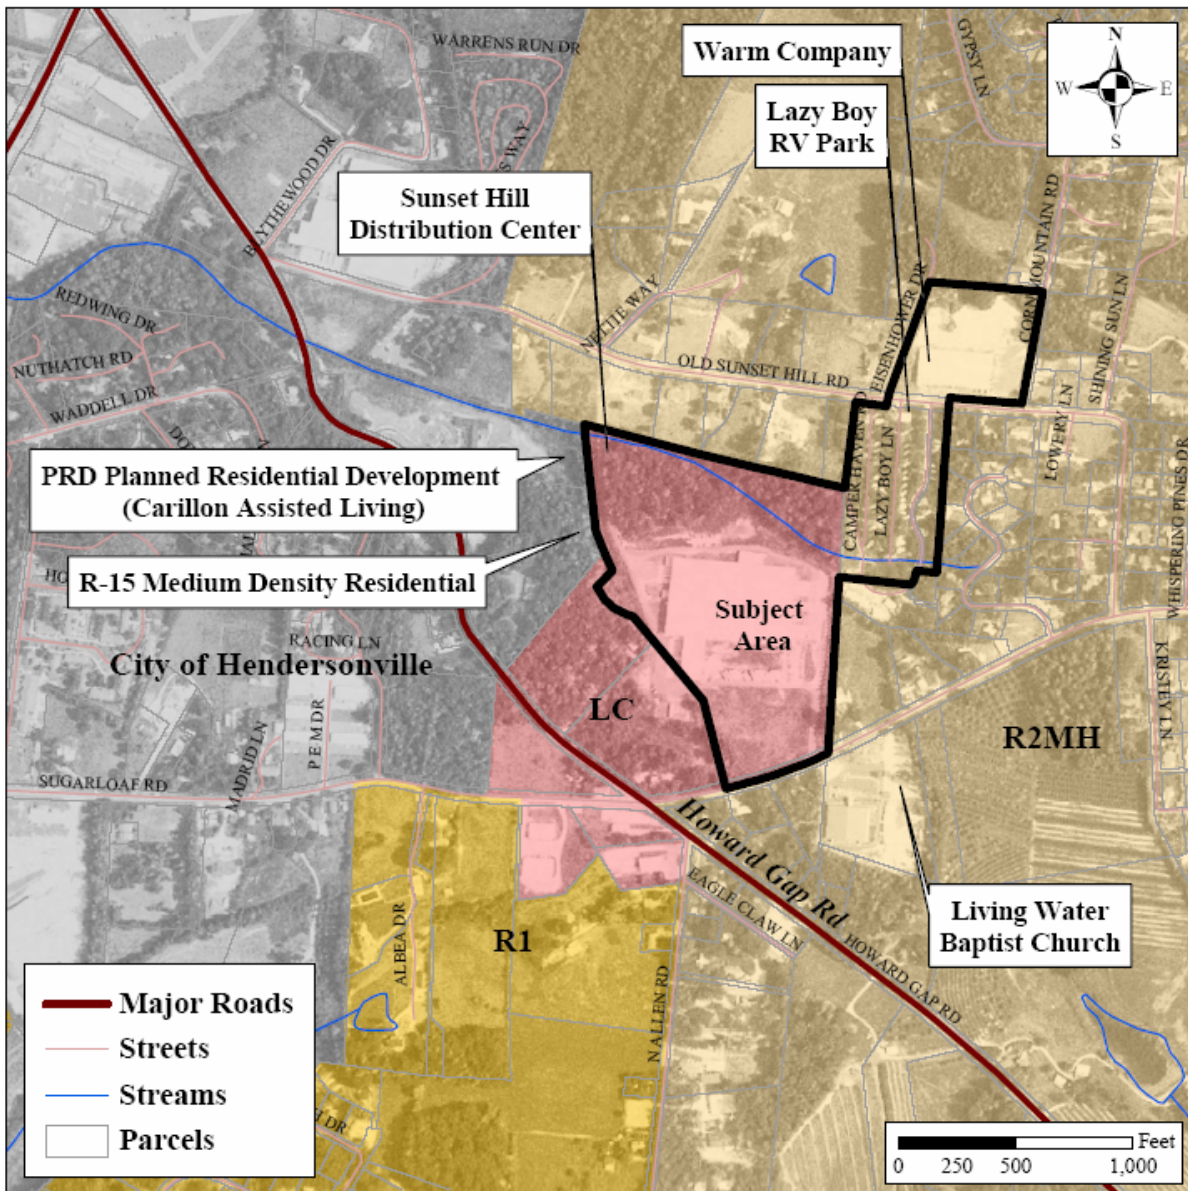 WARRENS RUN DR
GYPSY LN
Warm Company
Lazy Boy
RV Park
N
W
E
S
BLYTHE WOOD DR
S WAY
Sunset Hill
Distribution Center
CORN MOUNTAIN RD
SHINING SUN LN
EISENHOWER DR
NETTIE WAY
OLD SUNSET HILL RD
REDWING DR
NUTHATCH RD
WADDELL DR
LOWERY LN
CAMPER HAVEN RD
LAZY BOY LN
WHISPERING PINES DR
PRD Planned Residential Development
(Carillon Assisted Living)
R-15 Medium Density Residential
Subject
Area
RACING LN
City of Hendersonville
LC
R2MH
KRISTEY LN
MADRID LN
P E M DR
SUGARLOAF RD
Howard Gap Rd
EAGLE CLAW LN
HOWARD GAP RD
Living Water
Baptist Church
ALBEA DR
R1
N ALLEN RD
Major Roads
Streets
Streams
Parcels
Feet
0 250 500 1,000